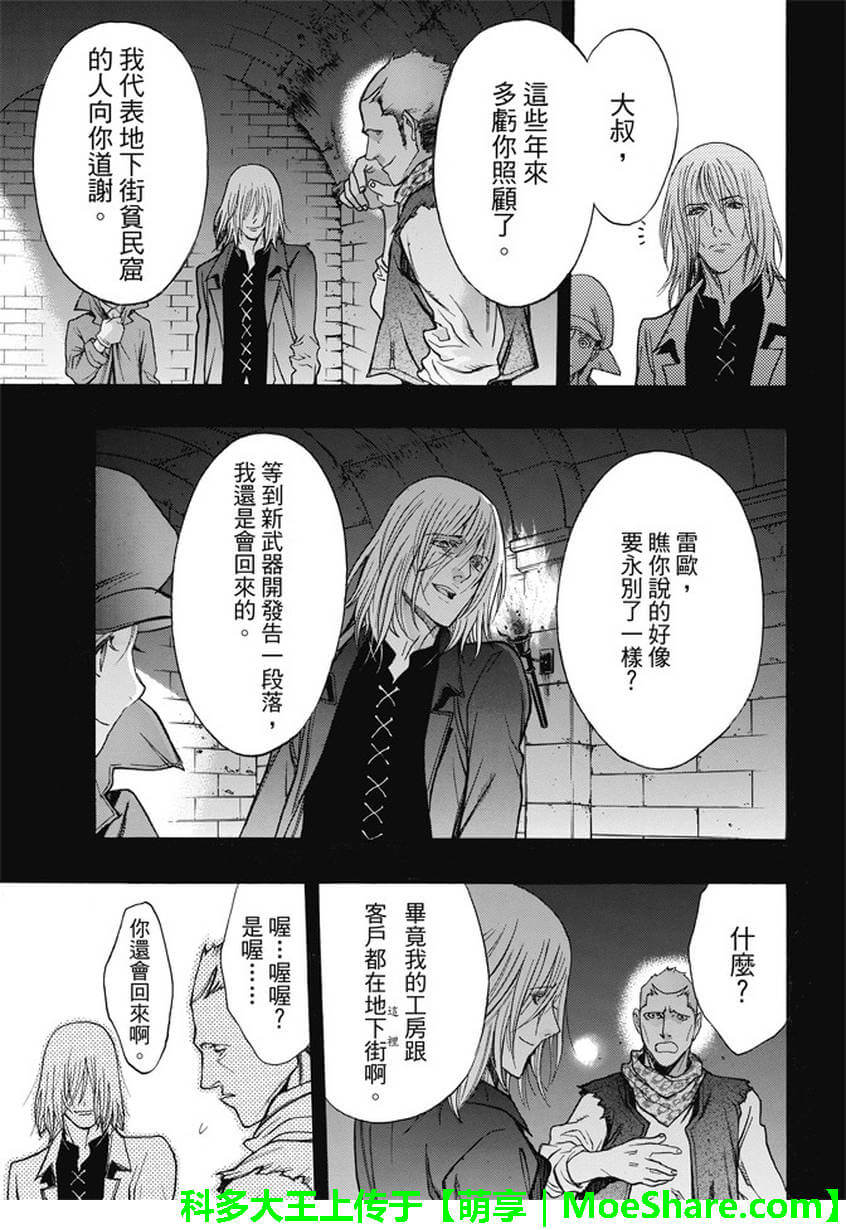 大叔，
這些年來
多虧你照顧了。
我代表地下街貧民窟
的人向你道謝。
雷歐，
瞧你說的好像
要永別了一樣？
等到新武器開發告一段落，
我還是會回來的。
什麼？
畢竟我的工房跟
客戶都在地下街啊。
這裡
喔…喔喔？
是喔……
你還會回來啊。
科多大王上传于【萌享／MoeShare.com】